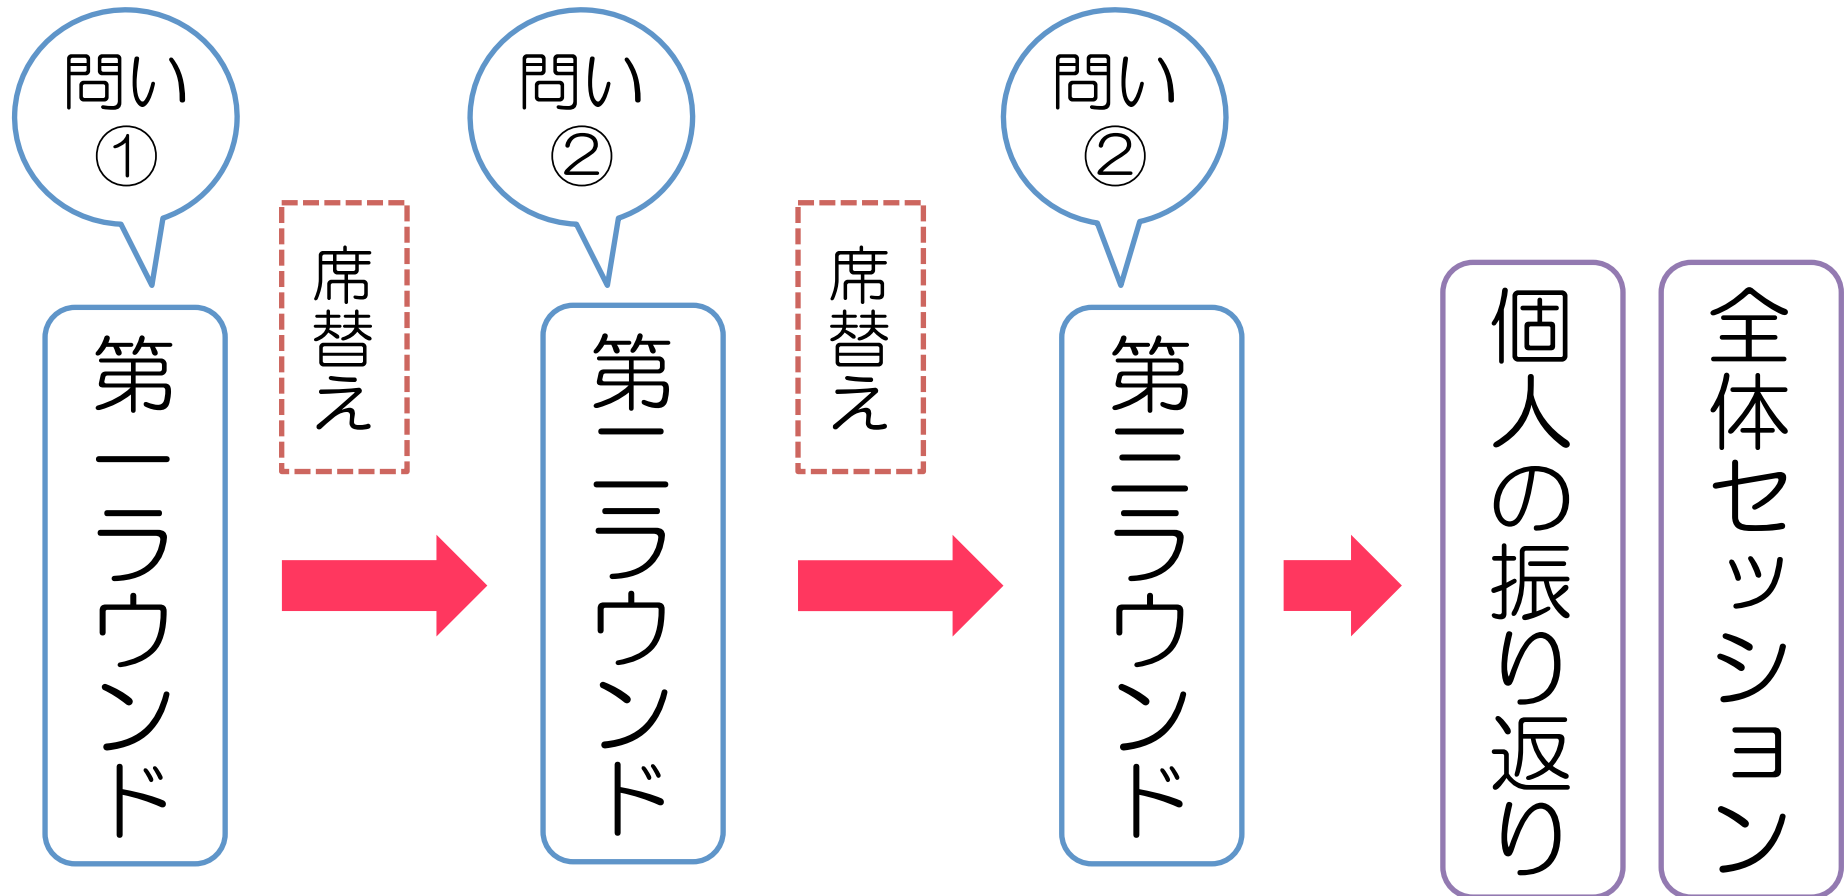 問い
①
第一ラウンド
席替え
問い
②
第二ラウンド
席替え
問い
②
第三ラウンド
個人の振り返り
全体セッション